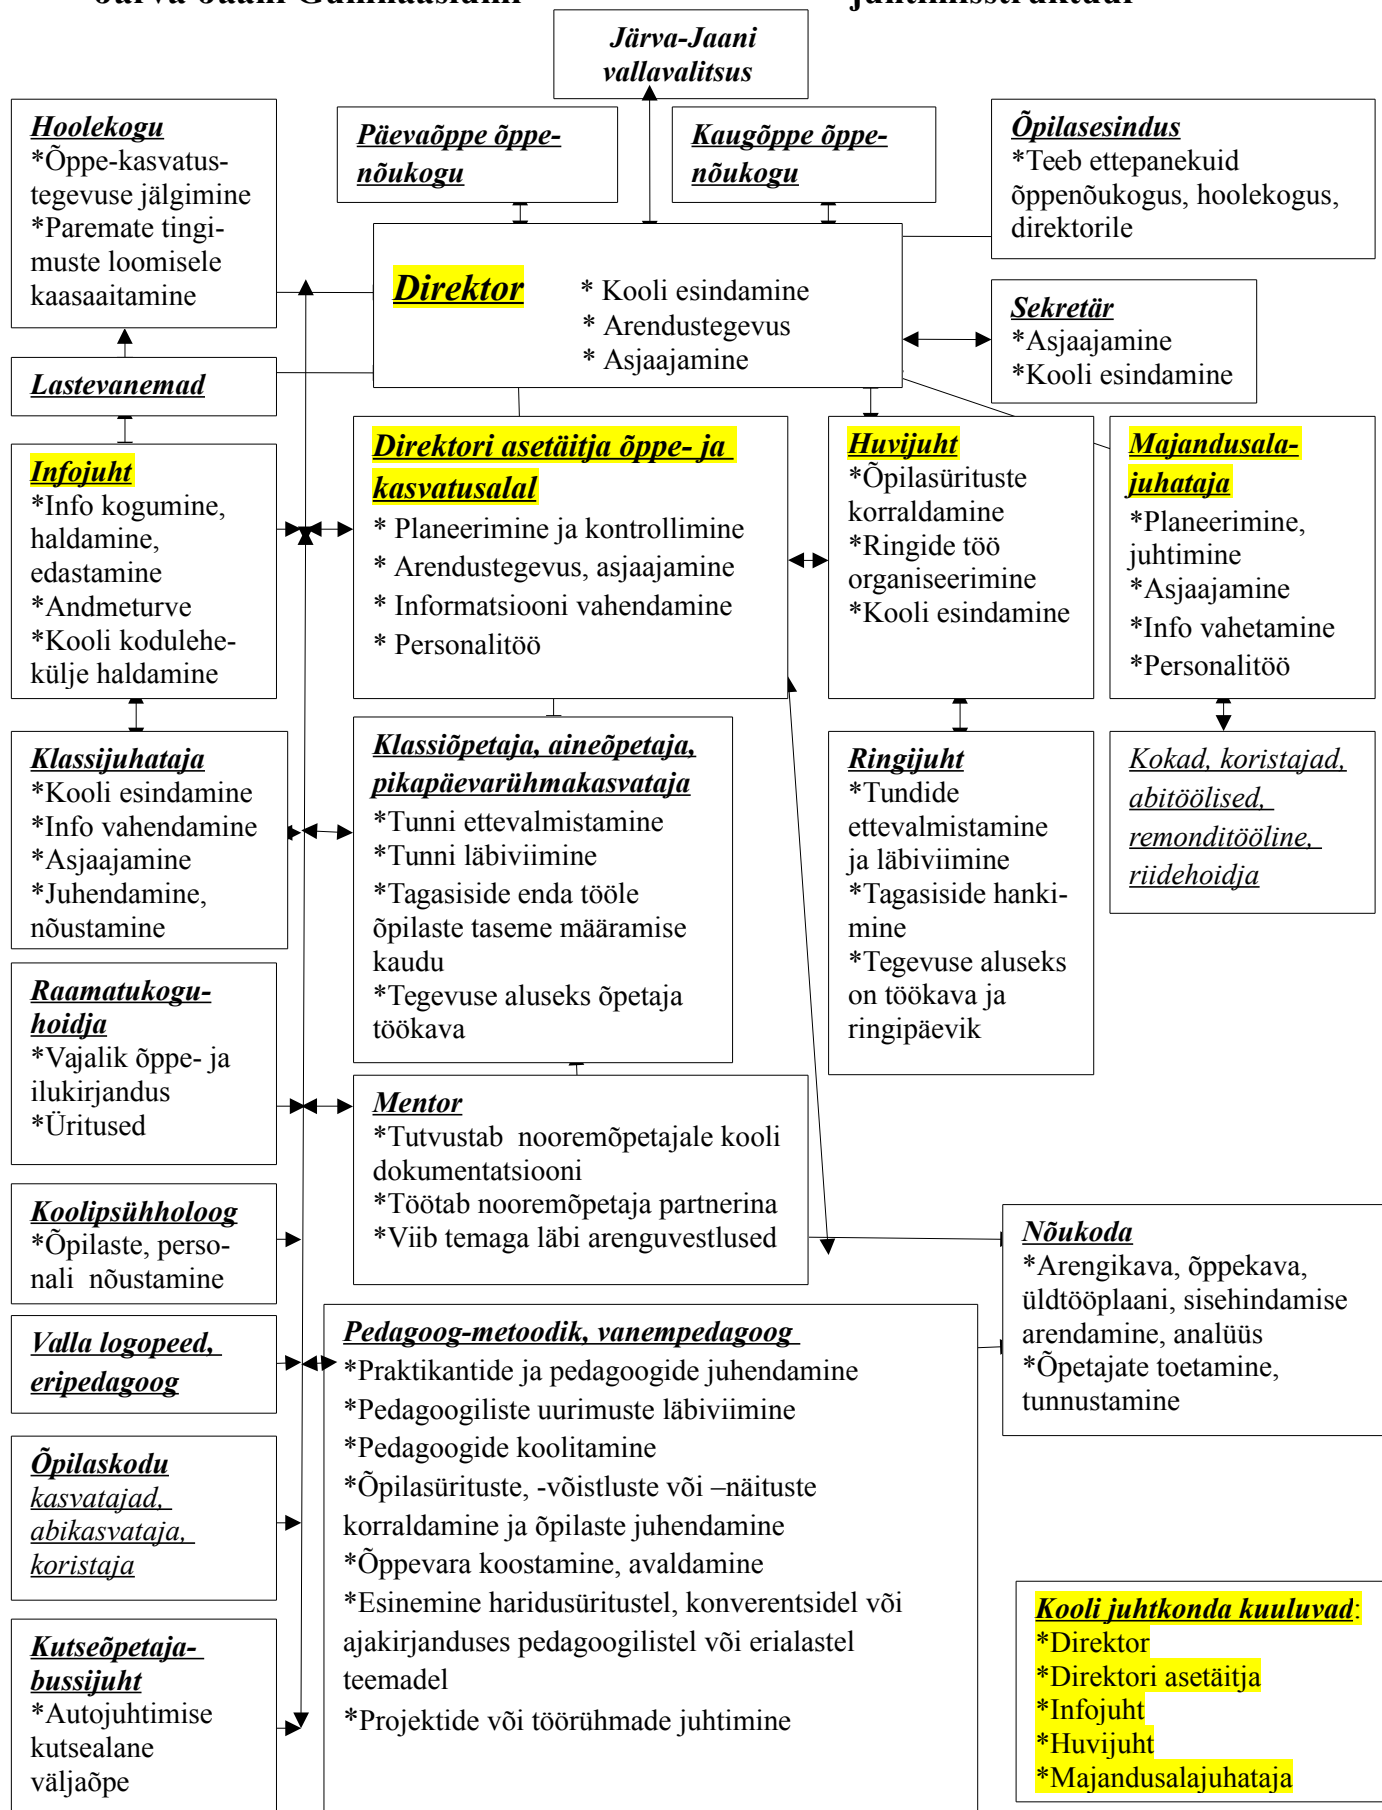 Järva-Jaani Gümnaasiumi juhtimisstruktuur
Järva-Jaani
vallavalitsus
Hoolekogu
*Õppe-kasvatus-
tegevuse jälgimine
*Paremate tingi-
muste loomisele
kaasaaitamine
Päevaõppe õppe-
nõukogu
Kaugõppe õppe-
nõukogu
Õpilasesindus
*Teeb ettepanekuid
õppenõukogus, hoolekogus,
direktorile
Direktor
* Kooli esindamine
* Arendustegevus
* Asjaajamine
Sekretär
*Asjaajamine
*Kooli esindamine
Lastevanemad
Infojuht
*Info kogumine,
haldamine,
edastamine
*Andmeturve
*Kooli kodulehe-
külje haldamine
Direktori asetäitja õppe- ja
kasvatusalal
* Planeerimine ja kontrollimine
* Arendustegevus, asjaajamine
* Informatsiooni vahendamine
* Personalitöö
Huvijuht
*Õpilasürituste
korraldamine
*Ringide töö
organiseerimine
*Kooli esindamine
Majandusala-
juhataja
*Planeerimine,
juhtimine
*Asjaajamine
*Info vahetamine
*Personalitöö
Klassijuhataja
*Kooli esindamine
*Info vahendamine
*Asjaajamine
*Juhendamine,
nõustamine
Klassiõpetaja, aineõpetaja,
pikapäevarühmakasvataja
*Tunni ettevalmistamine
*Tunni läbiviimine
*Tagasiside enda tööle
õpilaste taseme määramise
kaudu
*Tegevuse aluseks õpetaja
töökava
Ringijuht
*Tundide
ettevalmistamine
ja läbiviimine
*Tagasiside hanki-
mine
*Tegevuse aluseks
on töökava ja
ringipäevik
Kokad, koristajad,
abitöölised,
remonditööline,
riidehoidja
Raamatukogu-
hoidja
*Vajalik õppe- ja
ilukirjandus
*Üritused
Mentor
*Tutvustab nooremõpetajale kooli
dokumentatsiooni
*Töötab nooremõpetaja partnerina
*Viib temaga läbi arenguvestlused
Koolipsühholoog
*Õpilaste, perso-
nali nõustamine
Nõukoda
*Arengikava, õppekava,
üldtööplaani, sisehindamise
arendamine, analüüs
*Õpetajate toetamine,
tunnustamine
Valla logopeed,
eripedagoog
Pedagoog-metoodik, vanempedagoog
*Praktikantide ja pedagoogide juhendamine
*Pedagoogiliste uurimuste läbiviimine
*Pedagoogide koolitamine
*Õpilasürituste, -võistluste või –näituste
korraldamine ja õpilaste juhendamine
*Õppevara koostamine, avaldamine
*Esinemine haridusüritustel, konverentsidel või
ajakirjanduses pedagoogilistel või erialastel
teemadel
*Projektide või töörühmade juhtimine
Õpilaskodu
kasvatajad,
abikasvataja,
koristaja
Kutseõpetaja-
bussijuht
*Autojuhtimise
kutsealane
väljaõpe
Kooli juhtkonda kuuluvad:
*Direktor
*Direktori asetäitja
*Infojuht
*Huvijuht
*Majandusalajuhataja